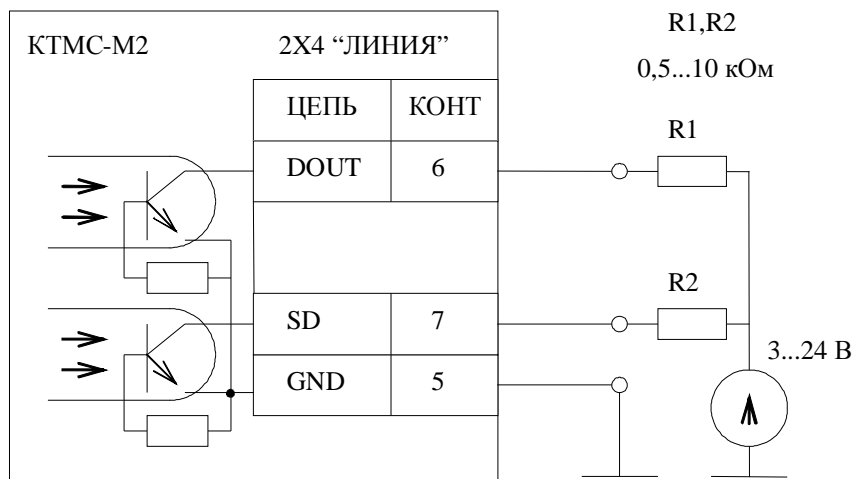 КТМС-М2
2X4 “ЛИНИЯ”
R1,R2
0,5...10 кОм
ЦЕПЬ КОНТ
R1
DOUT 6
R2
SD 7
3...24 В
GND 5